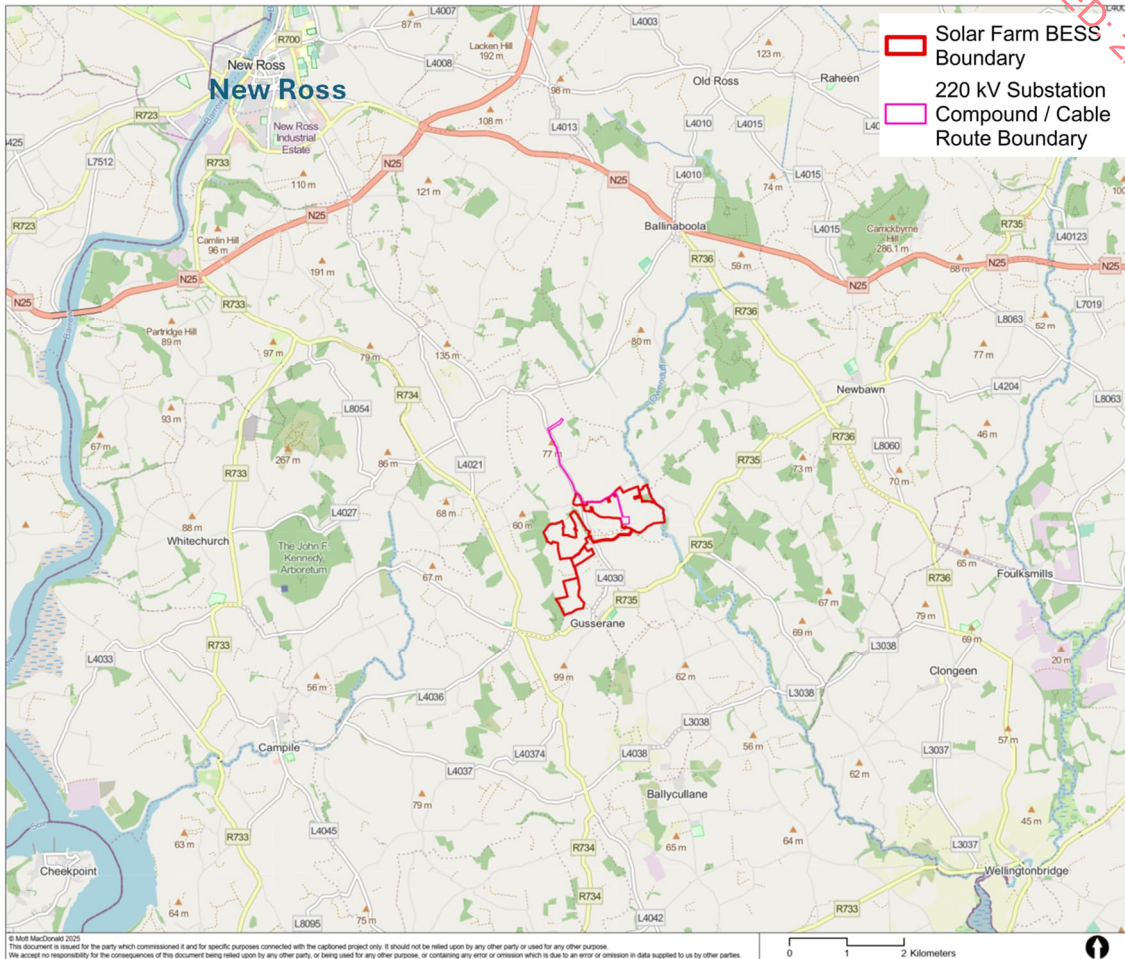 L4007
87 m
Lacken Hill
192 m
L4003
R700
L4008
123 m
New Ross
New Ross
Old Ross
Raheen
98 m
108 m
R723
New Ross
Industrial
Estate
L4013
L4010
L4015
L7512
R733
N25
L4010
L4015
110 m
121 m
N25
74 m
R723
N25
Ballinaboola
L4015
Carrickbyrne
Hill
286.1 m
R735
L40123
Camlin Hill
96 m
191 m
R736
59 m
88 m
N25
N25
N25
N25
N25
R733
R736
L7019
Partridge Hill
89 m
L8063
52 m
97 m
79 m
135 m
80 m
77 m
Owenduff
Newbawn
L4204
L8063
R734
L8054
93 m
67 m
267 m
86 m
77 m
R736
L8060
46 m
R733
L4021
R735
73 m
70 m
68 m
L4027
60 m
88 m
Whitechurch
The John F
Kennedy
Arboretum
67 m
R735
65 m
L4030
R736
Foulksmills
R735
67 m
79 m
Gusserane
69 m
69 m
R733
L3038
L4033
99 m
62 m
Clongeen
20 m
56 m
L4036
L3038
L3038
57 m
Campile
L40374
L4038
56 m
L3037
L4037
62 m
79 m
Ballycullane
45 m
R733
L4045
63 m
65 m
64 m
L3037
R734
Cheekpoint
Wellingtonbridge
R734
64 m
L8095
75 m
L4042
R733
Solar Farm BESS
Boundary
220 kV Substation
Compound / Cable
Route Boundary
© Mott MacDonald 2025
This document is issued for the party which commissioned it and for specific purposes connected with the captioned project only. It should not be relied upon by any other party or used for any other purpose.
We accept no responsibility for the consequences of this document being relied upon by any other party, or being used for any other purpose, or containing any error or omission which is due to an error or omission in data supplied to us by other parties.
0 1 2 Kilometers